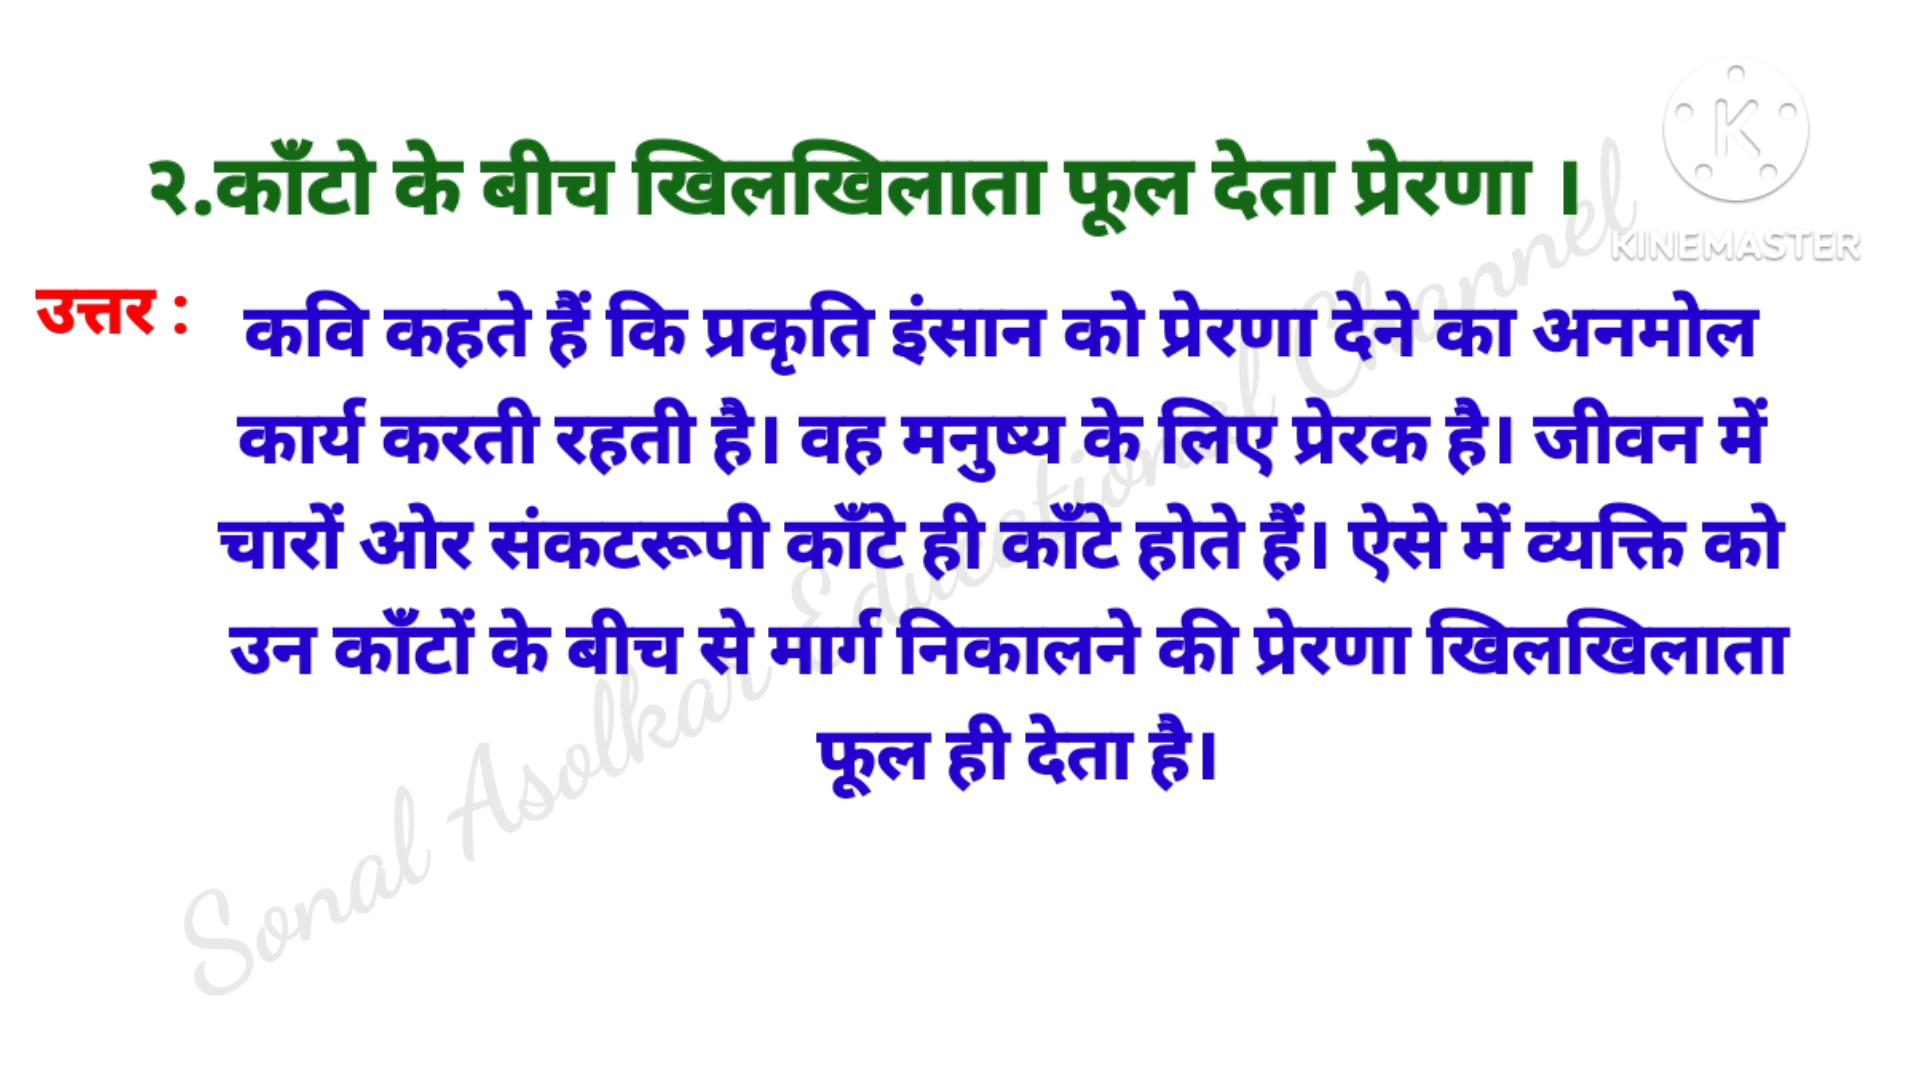 २.काँटो के बीच खिलखिलाता फूल देता प्रेरणा ।
KINEMASTER
उत्तर :
कवि कहते हैं कि प्रकृति इंसान को प्रेरणा देने का अनमोल
कार्य करती रहती है। वह मनुष्य के लिए प्रेरक है। जीवन में
चारों ओर संकटरूपी काँटे ही काँटे होते हैं। ऐसे में व्यक्ति को
उन काँटों के बीच से मार्ग निकालने की प्रेरणा खिलखिलाता
फूल ही देता है।
Sonal Asolkar Educational Channel